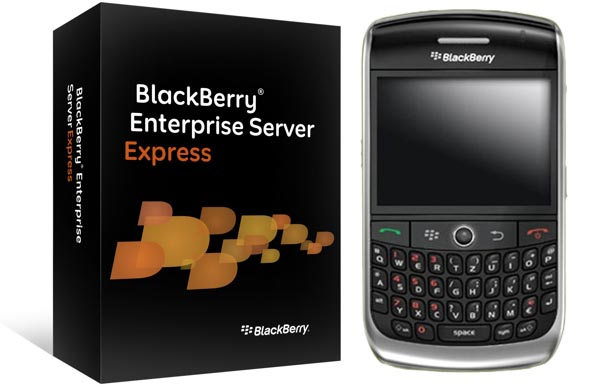 BlackBerry®
Enterprise Server
Express
BlackBerry.
BlackBerry® Enterprise
Server Express
BlackBerry
Q W E R T Z U I O P
A S D F G H J K L
Y X C V B N M
space